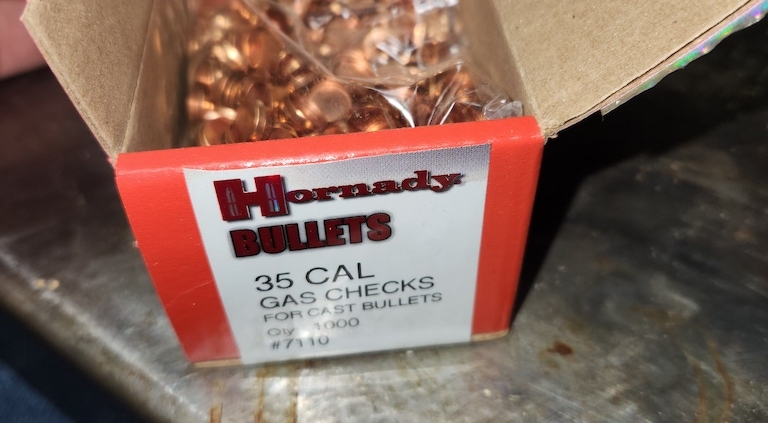 Hornady
BULLETS
35 CAL
GAS CHECKS
FOR CAST BULLETS
Qty 1000
#7110